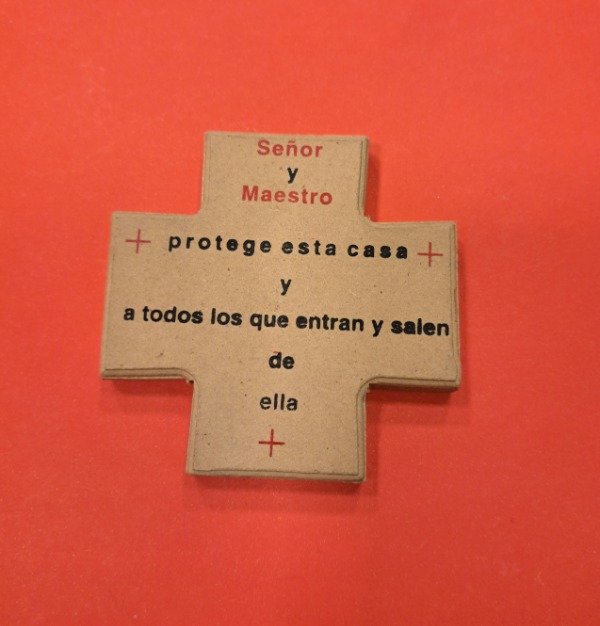 Señor
y
Maestro
protege esta casa
y
a todos los que entran y salen
de
ella